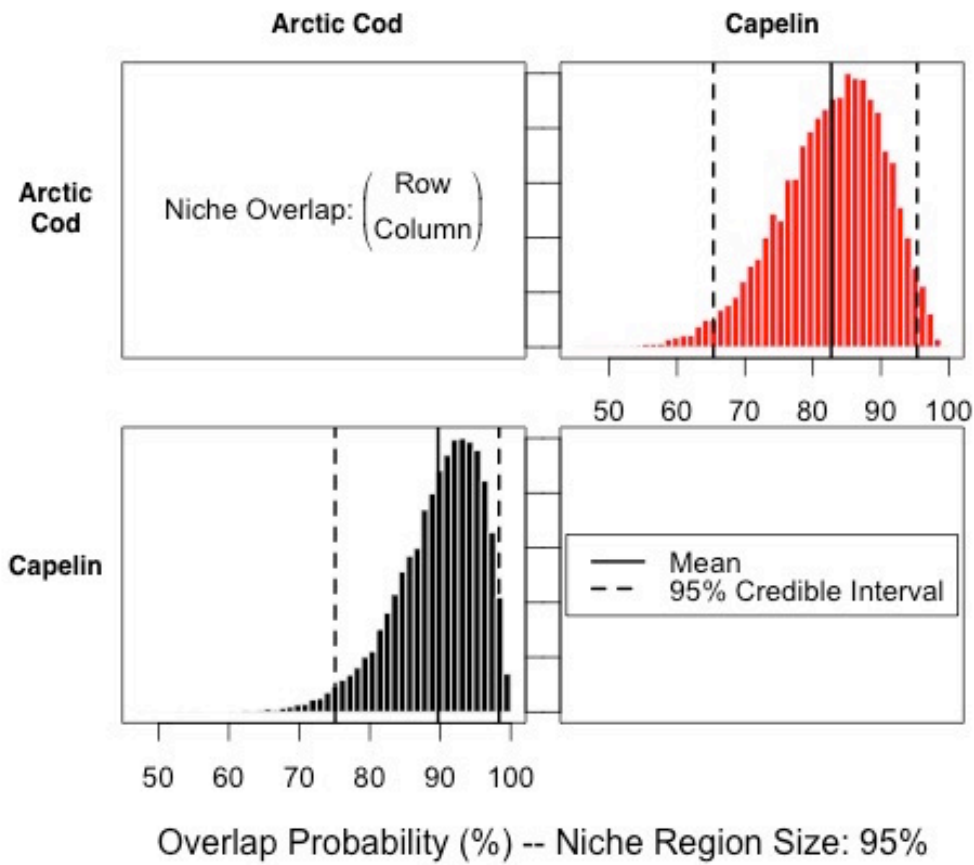 Arctic Cod
Capelin
Arctic
Cod
Niche Overlap: (Row
Column)
50 60 70 80 90 100
Capelin
Mean
95% Credible Interval
50 60 70 80 90 100
Overlap Probability (%) -- Niche Region Size: 95%